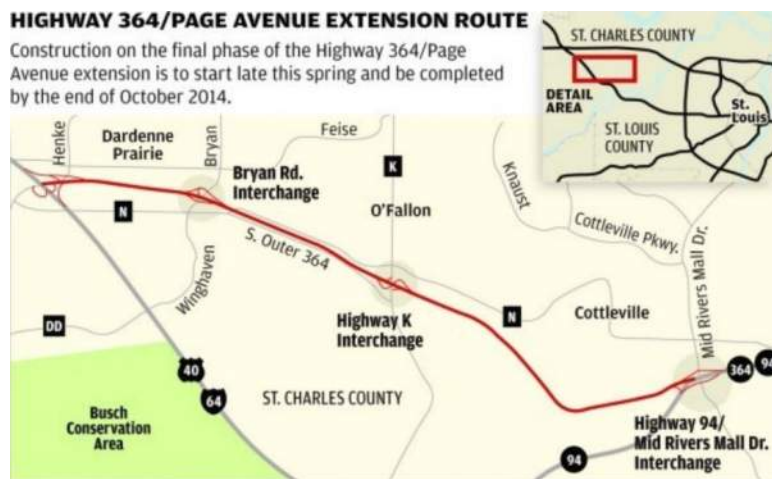 HIGHWAY 364/PAGE AVENUE EXTENSION ROUTE
Construction on the final phase of the Highway 364/Page
Avenue extension is to start late this spring and be completed
by the end of October 2014.
ST. CHARLES COUNTY
DETAIL
AREA
St.
Louis
ST. LOUIS
COUNTY
Henke
Dardenne
Prairie
Bryan
Feise
K
Knaust
Bryan Rd.
Interchange
N
O'Fallon
Cottleville Pkwy.
Mid Rivers Mall Dr.
S. Outer 364
Winghaven
DD
Highway K
Interchange
N
Cottleville
40
64
364
94
Busch
Conservation
Area
ST. CHARLES COUNTY
Highway 94/
Mid Rivers Mall Dr.
Interchange
94